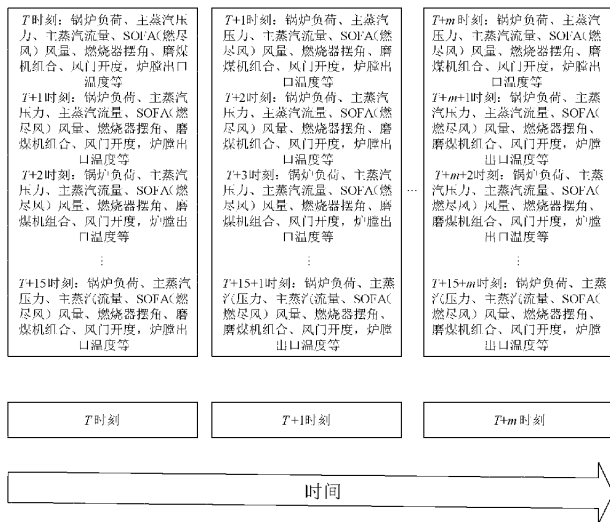 T时刻：锅炉负荷、主蒸汽压
力、主蒸汽流量、SOFA(燃
尽风）风量、燃烧器摆角、磨
煤机组合、风门开度，炉膛出口
温度等
T+1时刻：锅炉负荷、主蒸汽
压力、主蒸汽流量、SOFA(燃
尽风）风量、燃烧器摆角、磨
煤机组合、风门开度，炉膛出
口温度等
T+2时刻：锅炉负荷、主蒸汽
压力、主蒸汽流量、SOFA(燃
尽风）风量、燃烧器摆角、磨
煤机组合、风门开度，炉膛出
口温度等
⋮
T+15时刻：锅炉负荷、主蒸汽
压力、主蒸汽流量、SOFA(燃
尽风）风量、燃烧器摆角、磨
煤机组合、风门开度，炉膛出
口温度等
T+1时刻：锅炉负荷、主蒸汽
压力、主蒸汽流量、SOFA(燃
尽风）风量、燃烧器摆角、磨
煤机组合、风门开度，炉膛出
口温度等
T+2时刻：锅炉负荷、主蒸汽
压力、主蒸汽流量、SOFA(燃
尽风）风量、燃烧器摆角、磨
煤机组合、风门开度，炉膛出
口温度等
T+3时刻：锅炉负荷、主蒸汽
压力、主蒸汽流量、SOFA(燃
尽风）风量、燃烧器摆角、磨
煤机组合、风门开度，炉膛出
口温度等
⋮
T+15+1时刻：锅炉负荷、主蒸
汽压力、主蒸汽流量、SOFA(
燃尽风）风量、燃烧器摆角、
磨煤机组合、风门开度，炉膛
出口温度等
…
T+m时刻：锅炉负荷、主蒸汽
压力、主蒸汽流量、SOFA(燃
尽风）风量、燃烧器摆角、磨
煤机组合、风门开度，炉膛出
口温度等
T+m+1时刻：锅炉负荷、主蒸
汽压力、主蒸汽流量、SOFA(
燃尽风）风量、燃烧器摆角、
磨煤机组合、风门开度，炉膛
出口温度等
T+m+2时刻：锅炉负荷、主蒸
汽压力、主蒸汽流量、SOFA(
燃尽风）风量、燃烧器摆角、
磨煤机组合、风门开度，炉膛
出口温度等
⋮
T+15+m时刻：锅炉负荷、主蒸
汽压力、主蒸汽流量、SOFA(
燃尽风）风量、燃烧器摆角、
磨煤机组合、风门开度，炉膛
出口温度等
T时刻
T+1时刻
T+m时刻
时间